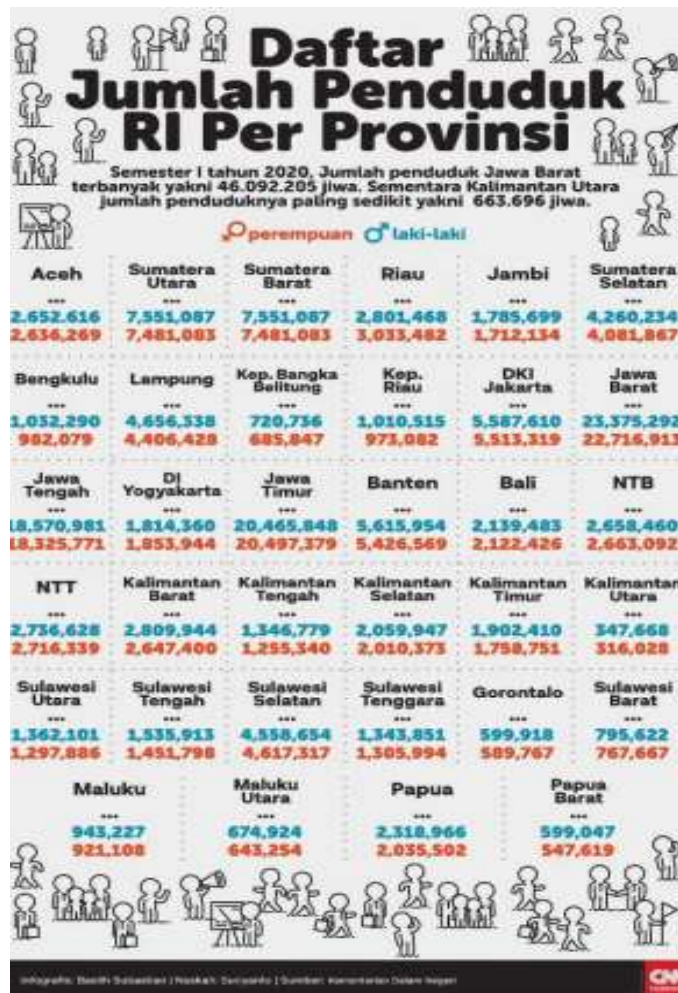 Daftar
Jumlah Penduduk
RI Per Provinsi
Semester I tahun 2020, Jumlah penduduk Jawa Barat
terbanyak yakni 46.092.205 jiwa. Sementara Kalimantan Utara
jumlah penduduknya paling sedikit yakni 663.696 jiwa.
perempuan laki-laki
Aceh
...
2.652.616
2,636,269
Sumatera
Utara
...
7,551,087
7,481,083
Sumatera
Barat
...
7,551,087
7,481,083
Riau
...
2,801,468
3,033,482
Jambi
...
1,785,699
1,712,134
Sumatera
Selatan
...
4,260,234
4,081,867
Bengkulu
...
1,032,290
982,079
Lampung
...
4,656,338
4,406,428
Kep. Bangka
Belitung
...
720,736
685,847
Kep.
Riau
...
1,010,515
973,082
DKI
Jakarta
...
5,587,610
5,513,319
Jawa
Barat
...
23,375,292
22,716,913
Jawa
Tengah
...
18,570,981
18,325,771
DI
Yogyakarta
...
1,814,360
1,853,944
Jawa
Timur
...
20,465,848
20,497,379
Banten
...
5,615,954
5,426,569
Bali
...
2,139,483
2,122,426
NTB
...
2,658,460
2,663,092
NTT
...
2,736,628
2,716,339
Kalimantan
Barat
...
2,809,944
2,647,400
Kalimantan
Tengah
...
1,346,779
1,255,340
Kalimantan
Selatan
...
2,059,947
2,010,373
Kalimantan
Timur
...
1,902,410
1,758,751
Kalimantan
Utara
...
347,668
316,028
Sulawesi
Utara
...
1,362,101
1,297,886
Sulawesi
Tengah
...
1,535,913
1,451,798
Sulawesi
Selatan
...
4,558,654
4,617,317
Sulawesi
Tenggara
...
1,343,851
1,305,994
Gorontalo
...
599,918
589,767
Sulawesi
Barat
...
795,622
767,667
Maluku
...
943,227
921,108
Maluku
Utara
...
674,924
643,254
Papua
...
2,318,966
2,035,502
Papua
Barat
...
599,047
547,619
Infografis: | Naskah: | Sumber: Kementerian Dalam Negeri
CNN